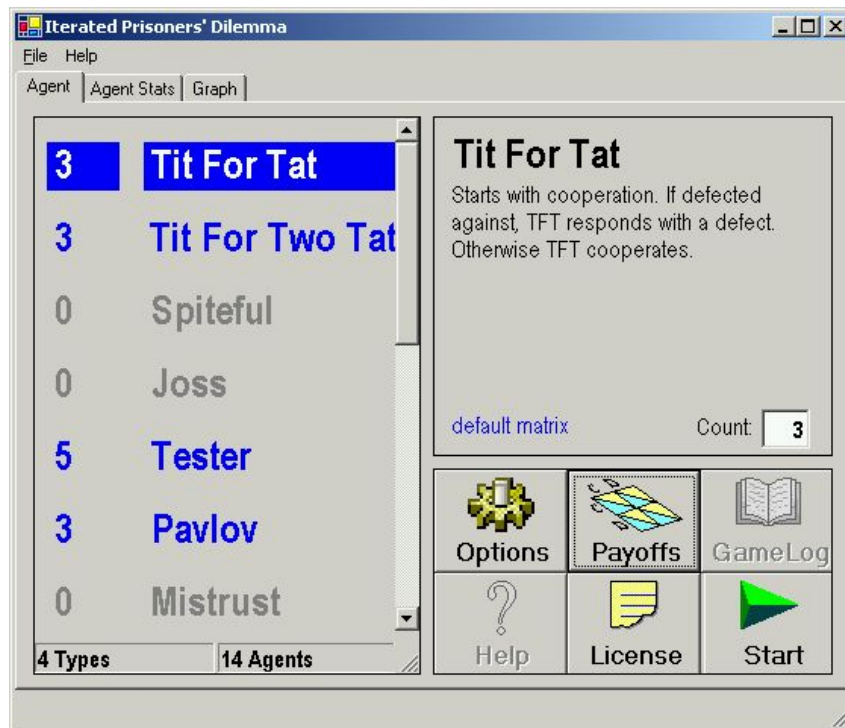 Iterated Prisoners' Dilemma
File Help
Agent Agent Stats Graph
3 Tit For Tat
3 Tit For Two Tat
0 Spiteful
0 Joss
5 Tester
3 Pavlov
0 Mistrust
4 Types 14 Agents
Tit For Tat
Starts with cooperation. If defected
against, TFT responds with a defect.
Otherwise TFT cooperates.
default matrix Count: 3
Options Payoffs GameLog
Help License Start